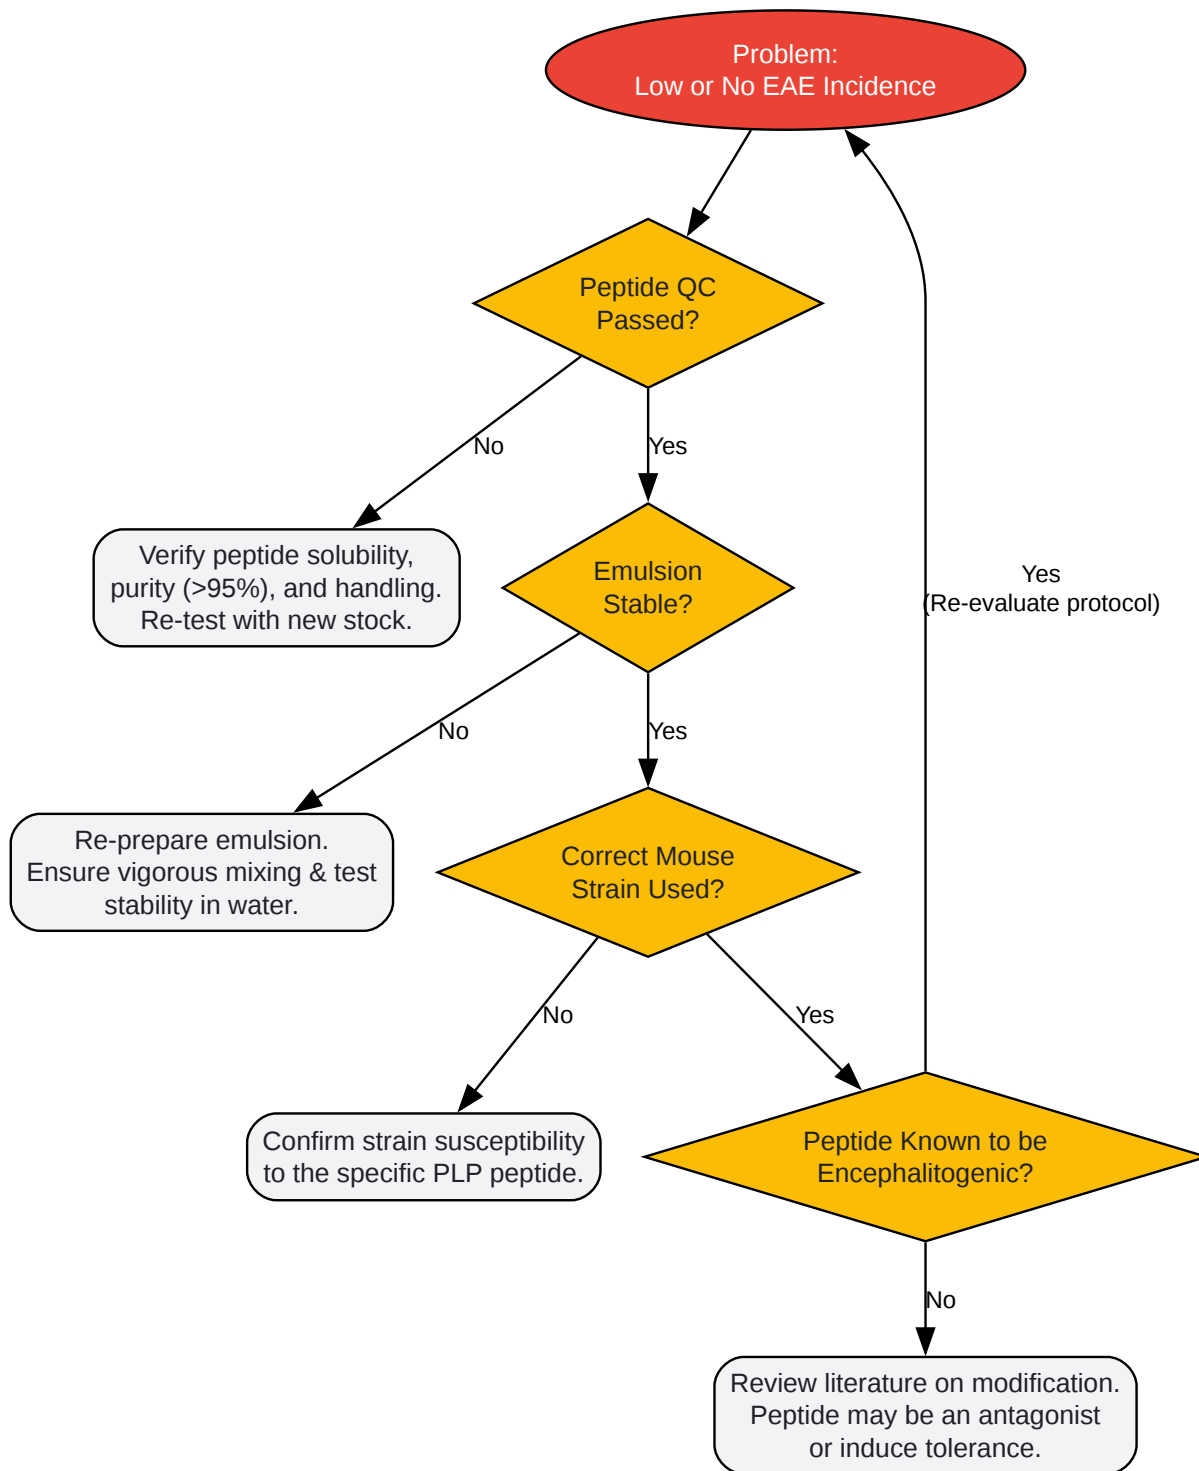 Problem:
Low or No EAE Incidence
Peptide QC
Passed?
No
Yes
Verify peptide solubility,
purity (>95%), and handling.
Re-test with new stock.
Emulsion
Stable?
Yes
(Re-evaluate protocol)
No
Yes
Re-prepare emulsion.
Ensure vigorous mixing & test
stability in water.
Correct Mouse
Strain Used?
No
Yes
Confirm strain susceptibility
to the specific PLP peptide.
Peptide Known to be
Encephalitogenic?
No
Review literature on modification.
Peptide may be an antagonist
or induce tolerance.